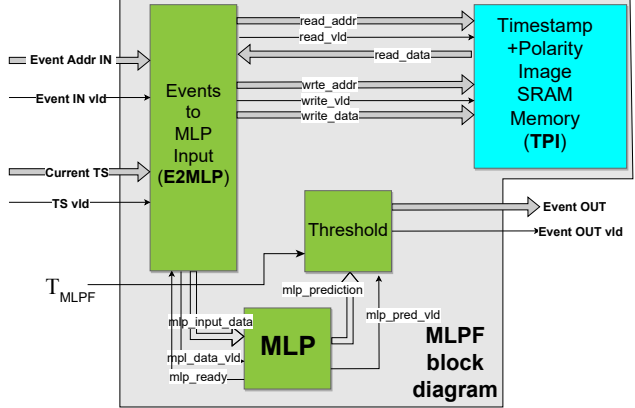 read_addr
read_vld
read_data
wrte_addr
write_vld
write_data
Event Addr IN
Event IN vld
Current TS
TS vld
Events
to
MLP
Input
(E2MLP)
Timestamp
+Polarity
Image
SRAM
Memory
(TPI)
Threshold
Event OUT
Event OUT vld
TMLPF
mlp_prediction
mlp_input_data
mlp_pred_vld
mpl_data_vld
mlp_ready
MLP
MLPF
block
diagram